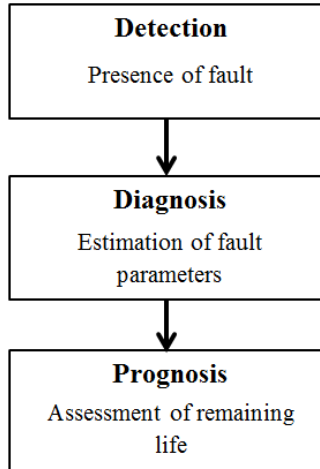 Detection
Presence of fault
Diagnosis
Estimation of fault
parameters
Prognosis
Assessment of remaining
life